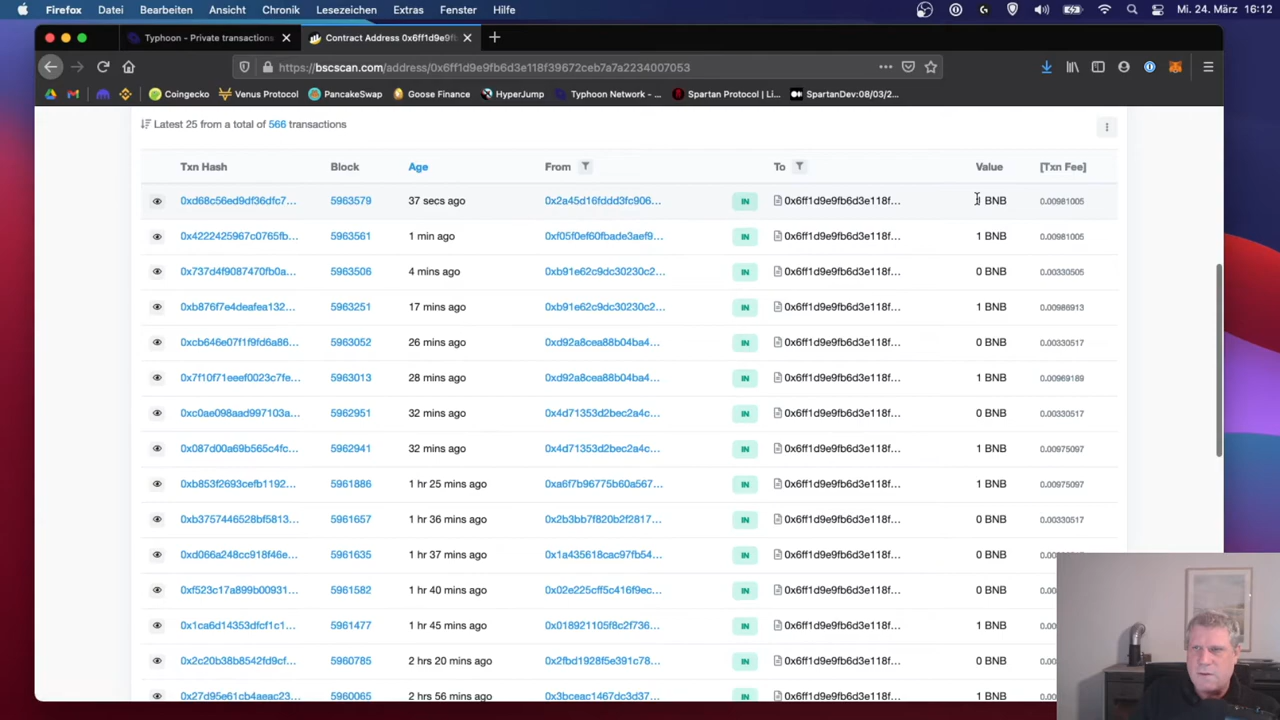 Firefox Datei Bearbeiten Ansicht Chronik Lesezeichen Extras Fenster Hilfe Mi. 24. März 16:12
Typhoon - Private transactions Contract Address 0x6ff1d9e9fb
https://bscscan.com/address/0x6ff1d9e9fb6d3e118f39672ceb7a7a2234007053
Coingecko Venus Protocol PancakeSwap Goose Finance HyperJump Typhoon Network - ... Spartan Protocol | Li... SpartanDev:08/03/2...
Latest 25 from a total of 566 transactions
Txn Hash Block Age From To Value [Txn Fee]
0xd68c56ed9df36dfc7... 5963579 37 secs ago 0x2a45d16fddd3fc906... IN 0x6ff1d9e9fb6d3e118f... BNB 0.00981005
0x4222425967c0765fb... 5963561 1 min ago 0xf05f0ef60fbade3aef9... IN 0x6ff1d9e9fb6d3e118f... 1 BNB 0.00981005
0x737d4f9087470fb0a... 5963506 4 mins ago 0xb91e62c9dc30230c2... IN 0x6ff1d9e9fb6d3e118f... 0 BNB 0.00330505
0xb876f7e4deafea132... 5963251 17 mins ago 0xb91e62c9dc30230c2... IN 0x6ff1d9e9fb6d3e118f... 1 BNB 0.00986913
0xcb646e07f1f9fd6a86... 5963052 26 mins ago 0xd92a8cea88b04ba4... IN 0x6ff1d9e9fb6d3e118f... 0 BNB 0.00330517
0x7f10f71eeef0023c7fe... 5963013 28 mins ago 0xd92a8cea88b04ba4... IN 0x6ff1d9e9fb6d3e118f... 1 BNB 0.00969189
0xc0ae098aad997103a... 5962951 32 mins ago 0x4d71353d2bec2a4c... IN 0x6ff1d9e9fb6d3e118f... 0 BNB 0.00330517
0x087d00a69b565c4fc... 5962941 32 mins ago 0x4d71353d2bec2a4c... IN 0x6ff1d9e9fb6d3e118f... 1 BNB 0.00975097
0xb853f2693cefb1192... 5961886 1 hr 25 mins ago 0xa6f7b96775b60a567... IN 0x6ff1d9e9fb6d3e118f... 1 BNB 0.00975097
0xb3757446528bf5813... 5961657 1 hr 36 mins ago 0x2b3bb7f820b2f2817... IN 0x6ff1d9e9fb6d3e118f... 0 BNB 0.00330517
0xd066a248cc918f46e... 5961635 1 hr 37 mins ago 0x1a435618cac97fb54... IN 0x6ff1d9e9fb6d3e118f... 0 BNB
0xf523c17a899b00931... 5961582 1 hr 40 mins ago 0x02e225cff5c416f9ec... IN 0x6ff1d9e9fb6d3e118f... 0 BNB 0.00
0x1ca6d14353dfcf1c1... 5961477 1 hr 45 mins ago 0x018921105f8c2f736... IN 0x6ff1d9e9fb6d3e118f... 1 BNB 0.00
0x2c20b38b8542fd9cf... 5960785 2 hrs 20 mins ago 0x2fbd1928f5e391c78... IN 0x6ff1d9e9fb6d3e118f... 0 BNB 0.00
0x27d95e61cb4aeac23... 5960065 2 hrs 56 mins ago 0x3bceac1467dc3d37... IN 0x6ff1d9e9fb6d3e118f... 1 BNB 0.00